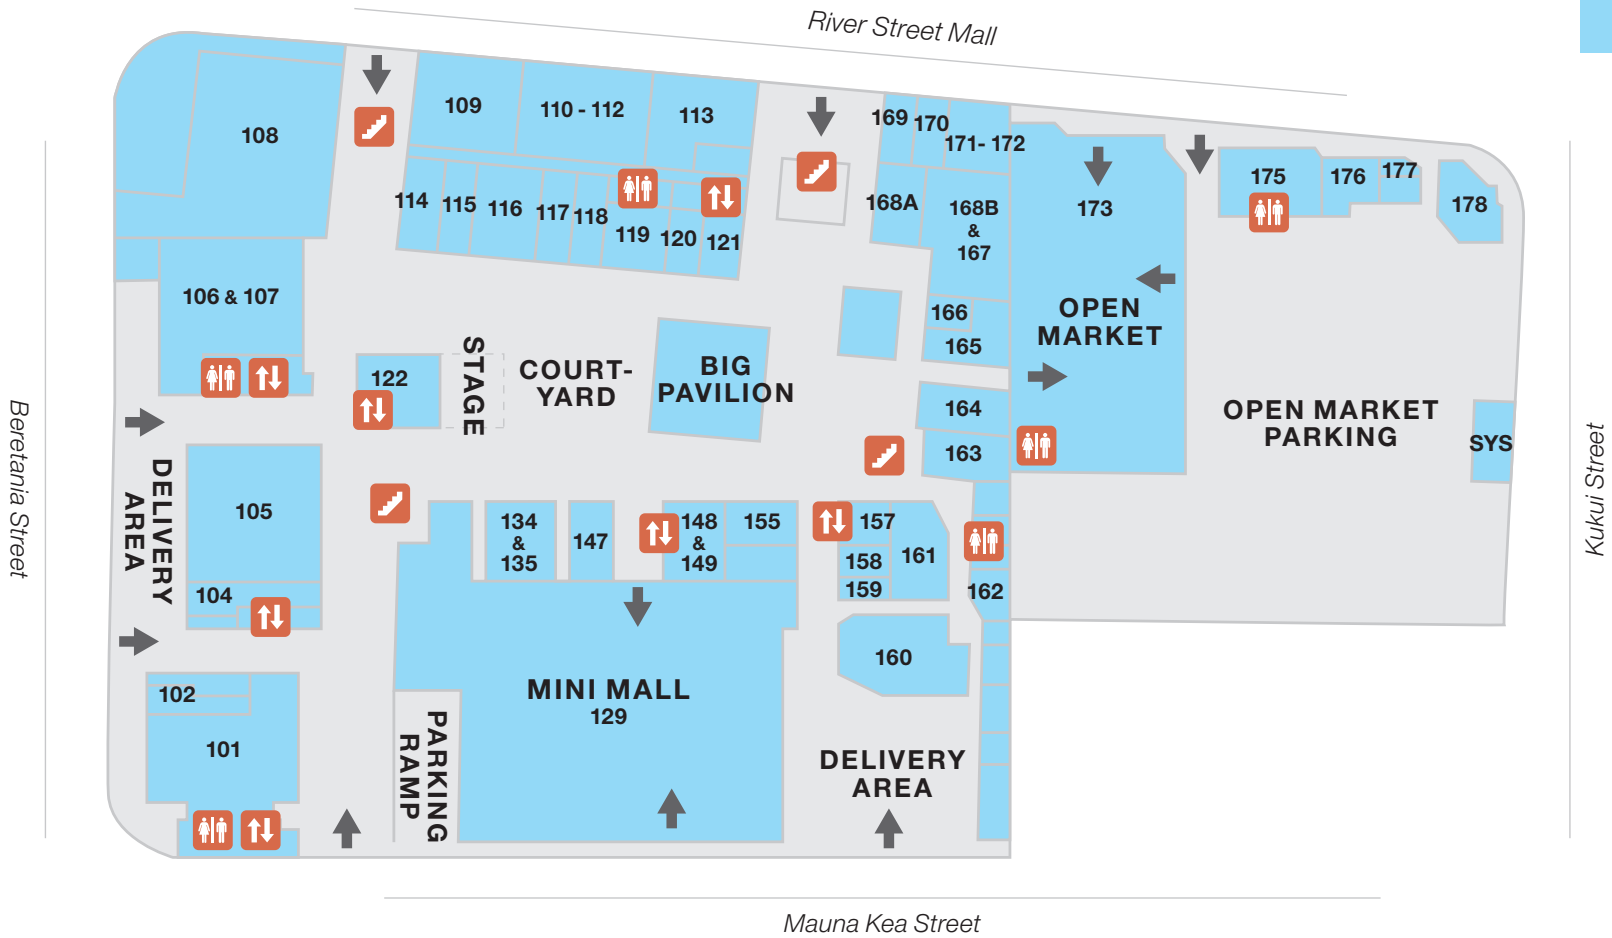 River Street Mall
108
109
110 - 112
113
169
170
171- 172
173
175
176
177
178
114
115
116
117
118
119
120
121
168A
168B
&
167
106 & 107
OPEN
MARKET
166
165
164
163
122
STAGE
COURT-
YARD
BIG
PAVILION
OPEN MARKET
PARKING
SYS
Beretania Street
Kukui Street
DELIVERY
AREA
105
104
134
&
135
147
148
&
149
155
157
158
159
161
162
160
102
101
MINI MALL
129
PARKING
RAMP
DELIVERY
AREA
Mauna Kea Street